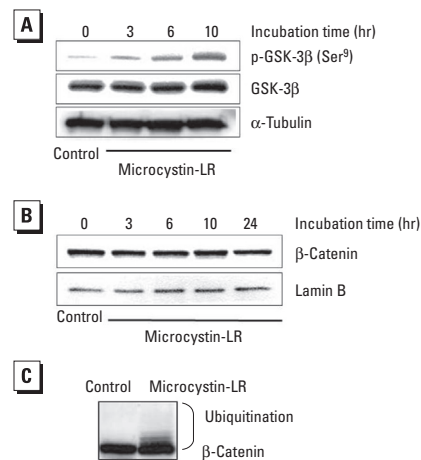 A
0 3 6 10 Incubation time (hr)
p-GSK-3β (Ser⁹)
GSK-3β
α-Tubulin
Control
Microcystin-LR
B
0 3 6 10 24 Incubation time (hr)
β-Catenin
Lamin B
Control
Microcystin-LR
C
Control Microcystin-LR
Ubiquitination
β-Catenin